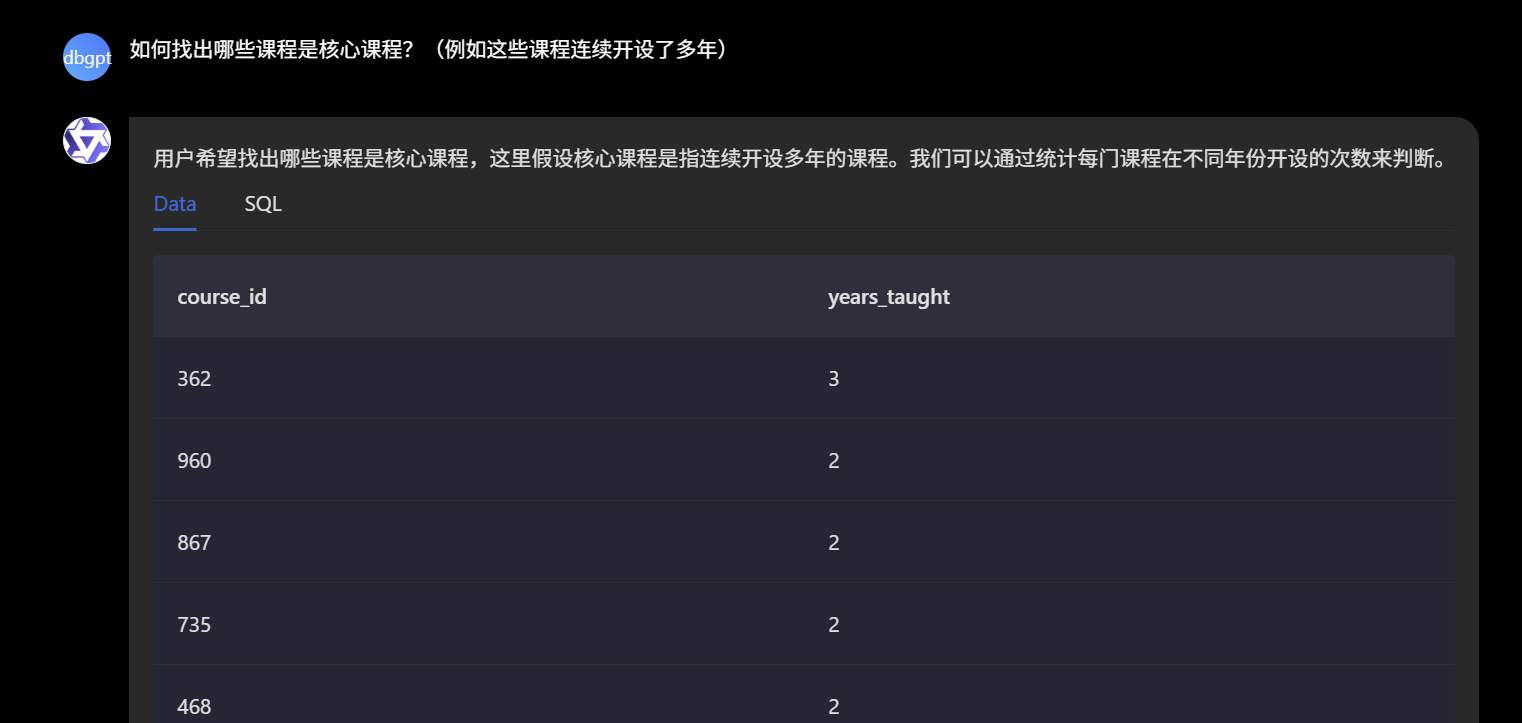 dbgpt
如何找出哪些课程是核心课程？（例如这些课程连续开设了多年）
用户希望找出哪些课程是核心课程，这里假设核心课程是指连续开设多年的课程。我们可以通过统计每门课程在不同年份开设的次数来判断。
Data SQL
course_id years_taught
362 3
960 2
867 2
735 2
468 2